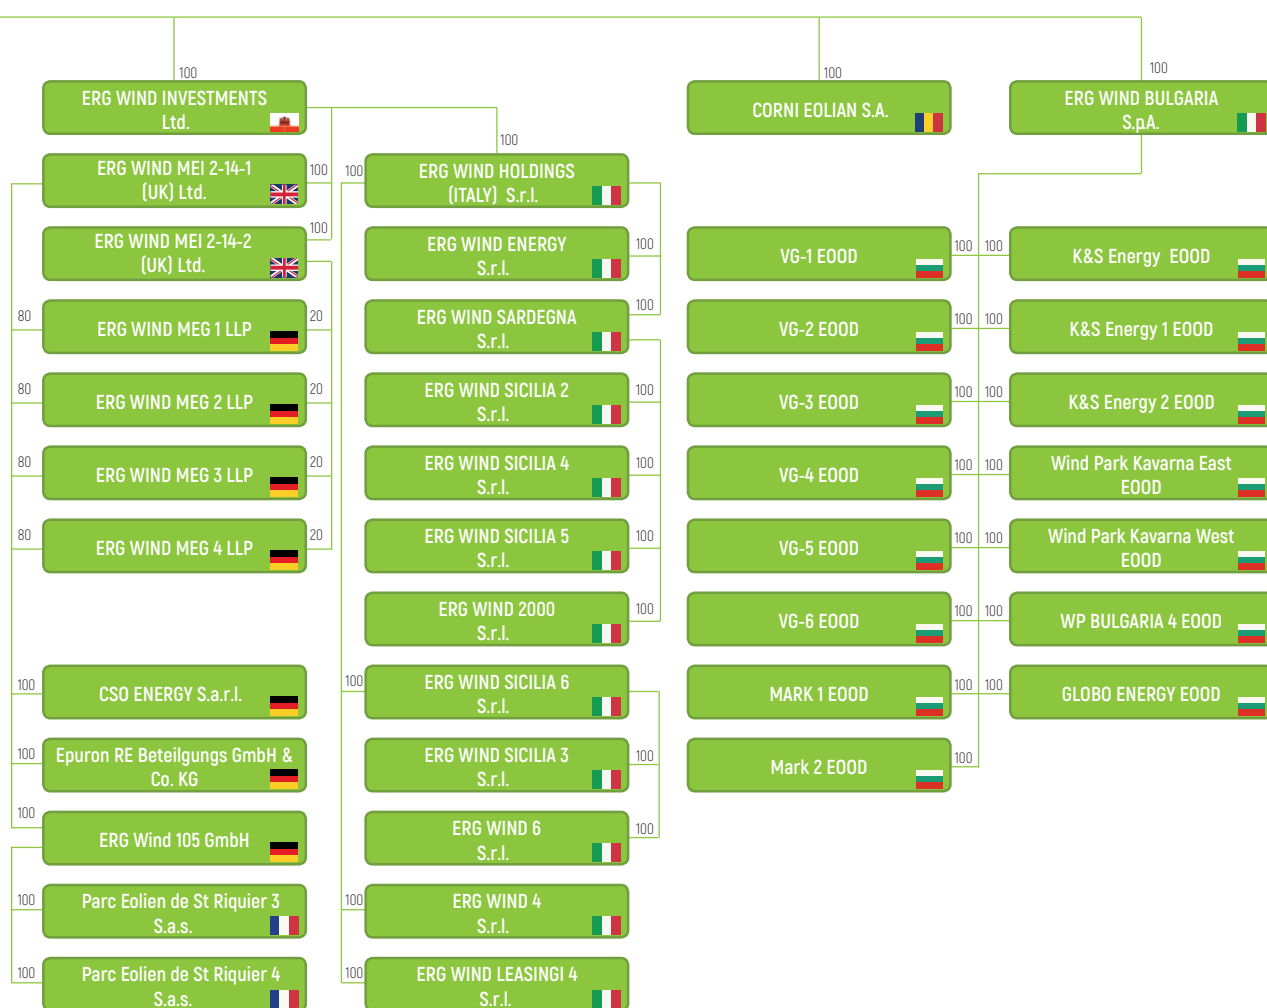 100
ERG WIND INVESTMENTS
Ltd.
100
ERG WIND MEI 2-14-1
(UK) Ltd.
100
ERG WIND MEI 2-14-2
(UK) Ltd.
80
ERG WIND MEG 1 LLP
20
80
ERG WIND MEG 2 LLP
20
80
ERG WIND MEG 3 LLP
20
80
ERG WIND MEG 4 LLP
20
100
CSO ENERGY S.a.r.l.
100
Epuron RE Beteilgungs GmbH &
Co. KG
100
ERG Wind 105 GmbH
100
Parc Eolien de St Riquier 3
S.a.s.
100
Parc Eolien de St Riquier 4
S.a.s.
100
100
ERG WIND HOLDINGS
(ITALY) S.r.l.
ERG WIND ENERGY
S.r.l.
100
ERG WIND SARDEGNA
S.r.l.
100
ERG WIND SICILIA 2
S.r.l.
100
ERG WIND SICILIA 4
S.r.l.
100
ERG WIND SICILIA 5
S.r.l.
100
ERG WIND 2000
S.r.l.
100
100
ERG WIND SICILIA 6
S.r.l.
ERG WIND SICILIA 3
S.r.l.
100
ERG WIND 6
S.r.l.
100
100
ERG WIND 4
S.r.l.
100
ERG WIND LEASINGI 4
S.r.l.
100
CORNI EOLIAN S.A.
100
ERG WIND BULGARIA
S.p.A.
VG-1 EOOD
100
100
K&S Energy EOOD
VG-2 EOOD
100
100
K&S Energy 1 EOOD
VG-3 EOOD
100
100
K&S Energy 2 EOOD
VG-4 EOOD
100
100
Wind Park Kavarna East
EOOD
VG-5 EOOD
100
100
Wind Park Kavarna West
EOOD
VG-6 EOOD
100
100
WP BULGARIA 4 EOOD
MARK 1 EOOD
100
100
GLOBO ENERGY EOOD
Mark 2 EOOD
100